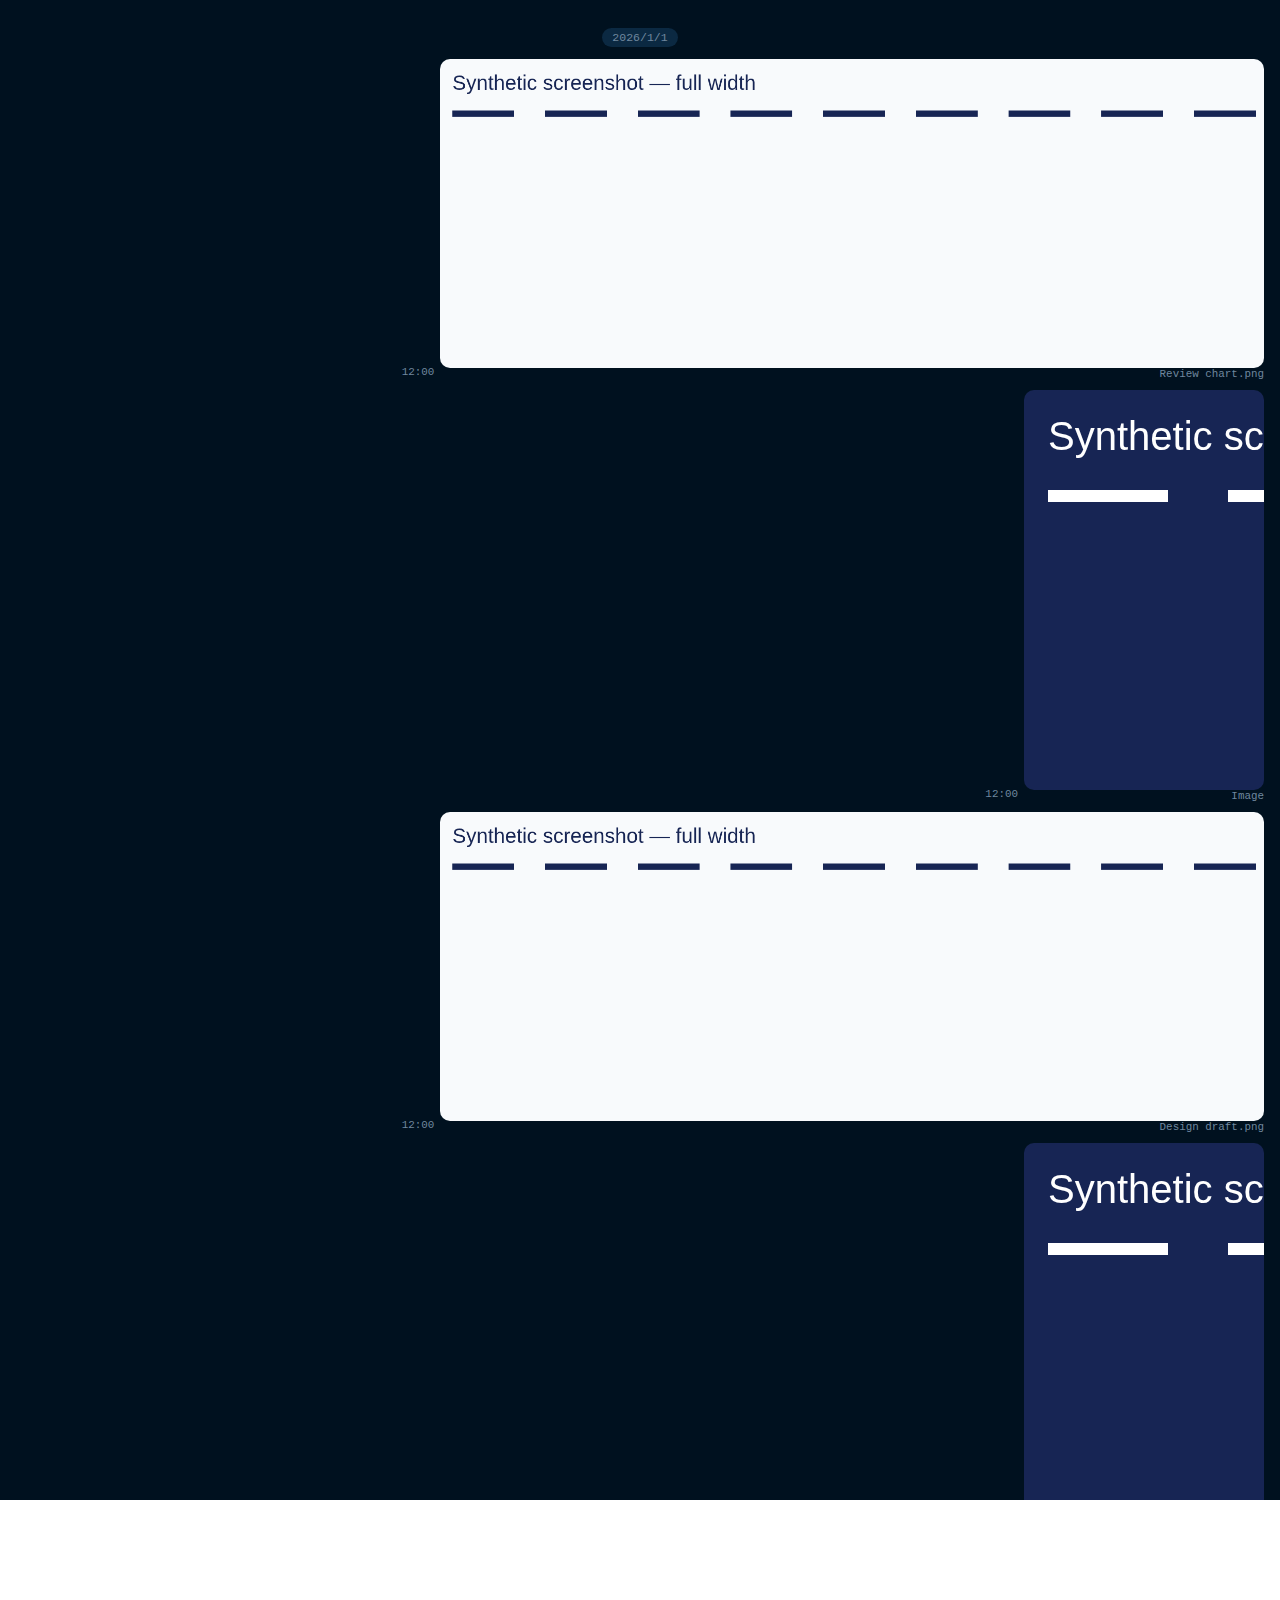 2026/1/1
Synthetic screenshot — full width
12:00
Review chart.png
Synthetic sc
12:00
Image
Synthetic screenshot — full width
12:00
Design draft.png
Synthetic sc